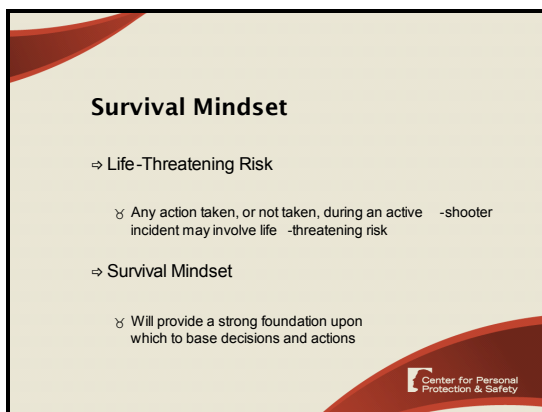 Survival Mindset
⇨ Life-Threatening Risk
♉ Any action taken, or not taken, during an active -shooter
incident may involve life -threatening risk
⇨ Survival Mindset
♉ Will provide a strong foundation upon
which to base decisions and actions
Center for Personal
Protection & Safety